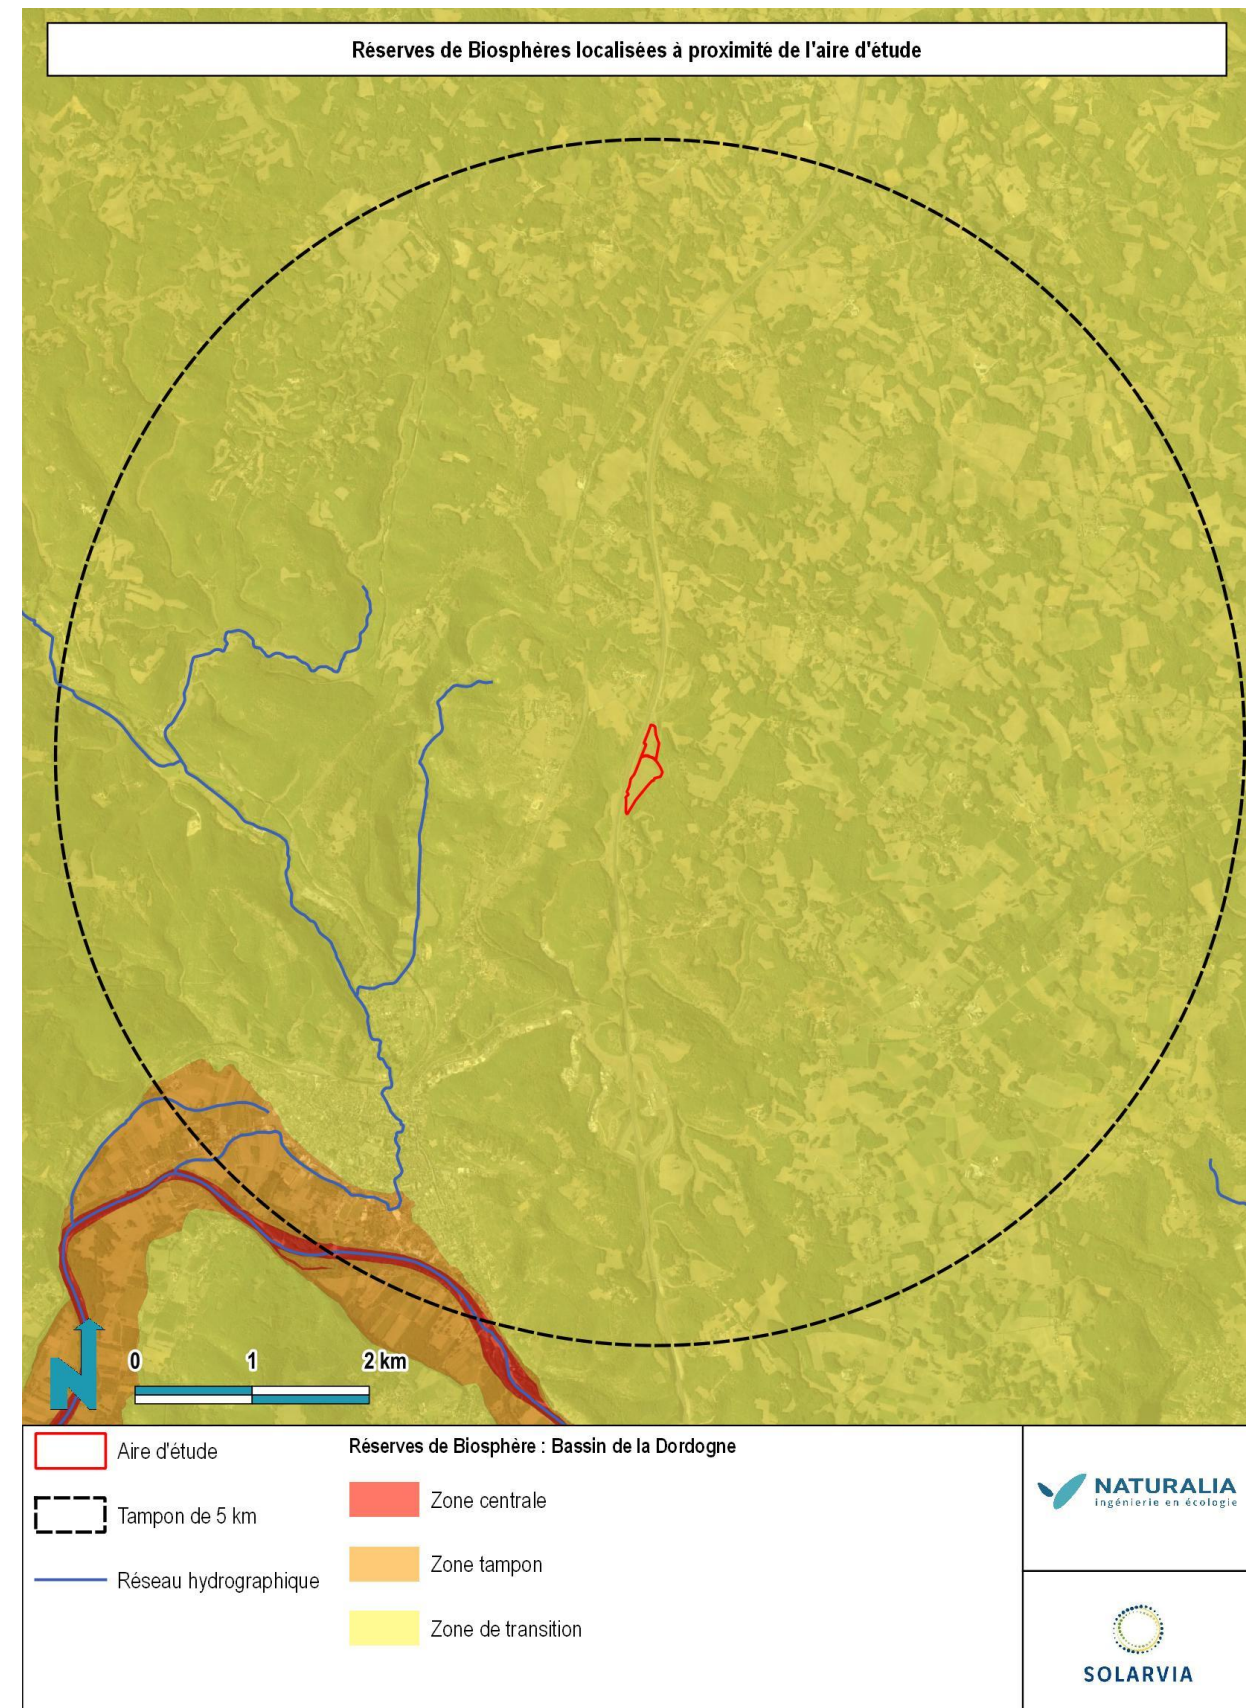 Réserves de Biosphères localisées à proximité de l'aire d'étude
N
0 1 2 km
Aire d'étude
Tampon de 5 km
Réseau hydrographique
Réserves de Biosphère : Bassin de la Dordogne
Zone centrale
Zone tampon
Zone de transition
NATURALIA
ingénierie en écologie
SOLARVIA